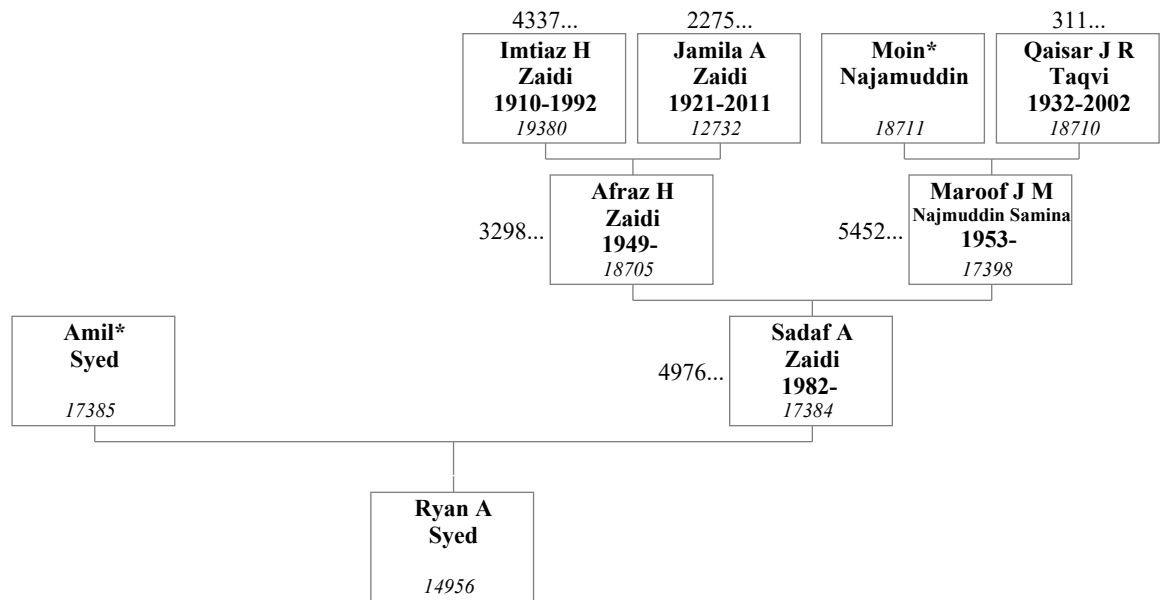 4337...
2275...
311...
Imtiaz H
Zaidi
1910-1992
19380
Jamila A
Zaidi
1921-2011
12732
Moin*
Najamuddin
18711
Qaisar J R
Taqvi
1932-2002
18710
3298...
Afraz H
Zaidi
1949-
18705
5452...
Maroof J M
Najmuddin Samina
1953-
17398
Amil*
Syed
17385
4976...
Sadaf A
Zaidi
1982-
17384
Ryan A
Syed
14956